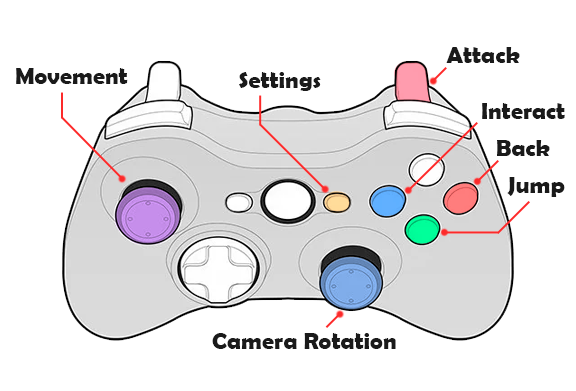 Attack
Movement
Settings
Interact
Back
Jump
Camera Rotation